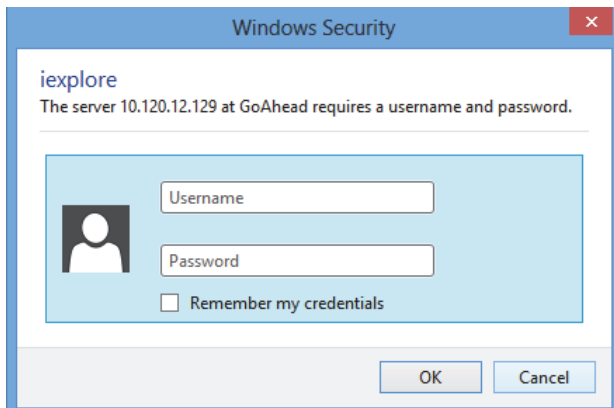 Windows Security
iexplore
The server 10.120.12.129 at GoAhead requires a username and password.
Username
Password
Remember my credentials
OK Cancel